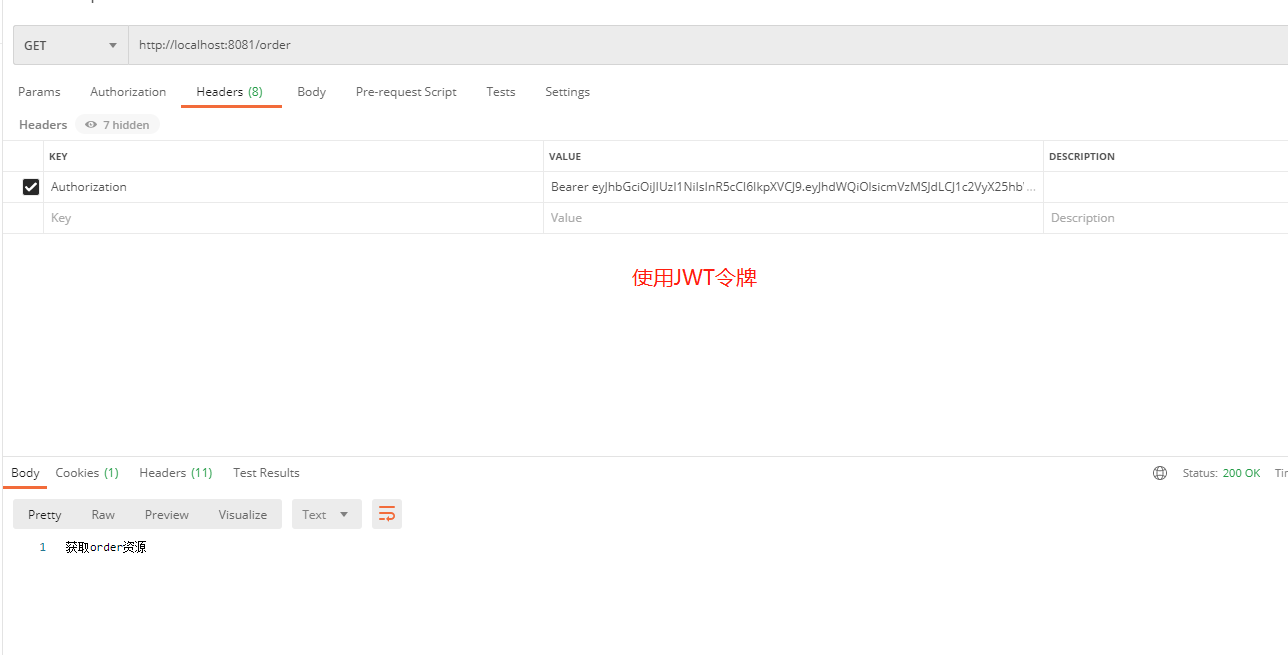 GET
http://localhost:8081/order
Params Authorization Headers (8) Body Pre-request Script Tests Settings
Headers 7 hidden
KEY VALUE DESCRIPTION
Authorization Bearer eyJhbGciOiJIUzI1NiIsInR5cCI6IkpXVCJ9.eyJhdWQiOlsicmVzMSJdLCJ1c2VyX25hb ...
Key Value Description
使用JWT令牌
Body Cookies (1) Headers (11) Test Results Status: 200 OK
Pretty Raw Preview Visualize Text
1 获取order资源